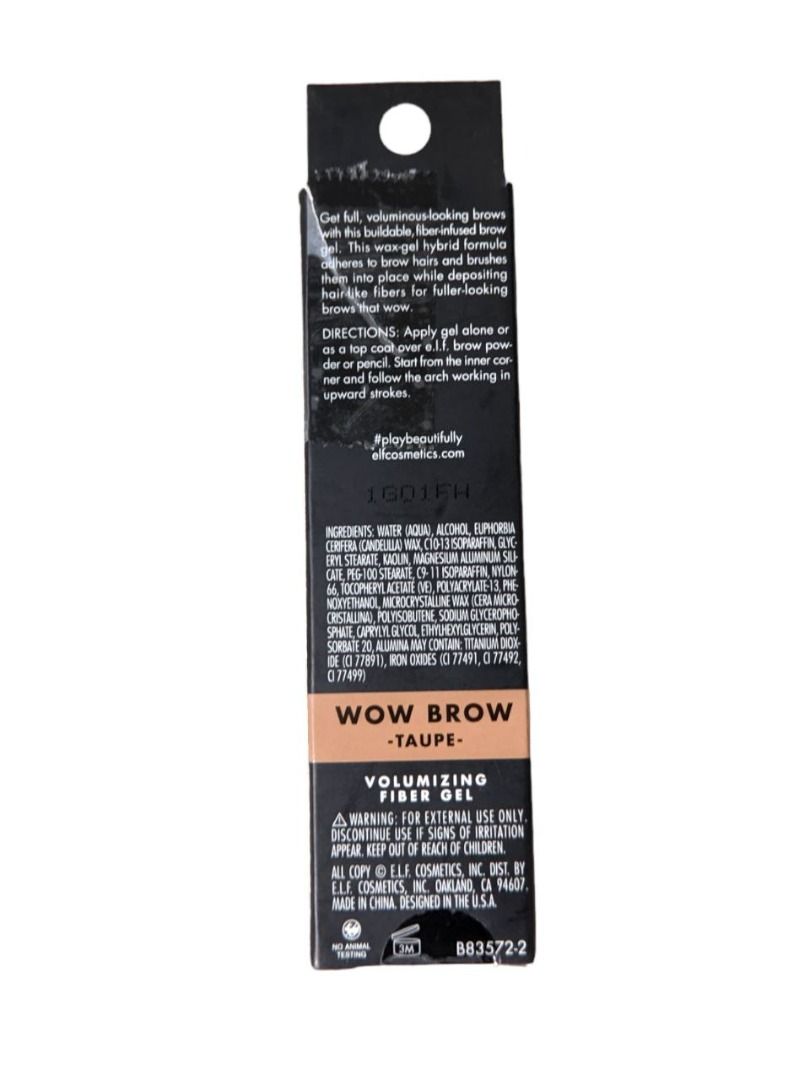 Get full, voluminous-looking brows
with this buildable, fiber-infused brow
gel. This wax-gel hybrid formula
adheres to brow hairs and brushes
them into place while depositing
hair-like fibers for fuller-looking
brows that wow.
DIRECTIONS: Apply gel alone or
as a top coat over e.l.f. brow pow-
der or pencil. Start from the inner cor-
ner and follow the arch working in
upward strokes.
#playbeautifully
elfcosmetics.com
INGREDIENTS: WATER (AQUA), ALCOHOL, EUPHORBIA
CERIFERA (CANDELILLA) WAX, C10-13 ISOPARAFFIN, GLYC-
ERYL STEARATE, KAOLIN, MAGNESIUM ALUMINUM SILI-
CATE, PEG-100 STEARATE, C9-11 ISOPARAFFIN, NYLON-
66, TOCOPHERYL ACETATE (VE), POLYACRYLATE-13, PHE-
NOXYETHANOL, MICROCRYSTALLINE WAX (CERA MICRO-
CRISTALLINA), POLYISOBUTENE, SODIUM GLYCEROPHO-
SPHATE, CAPRYLYL GLYCOL, ETHYLHEXYLGLYCERIN, POLY-
SORBATE 20, ALUMINA MAY CONTAIN: TITANIUM DIOX-
IDE (CI 77891), IRON OXIDES (CI 77491, CI 77492,
CI 77499)
WOW BROW
-TAUPE-
VOLUMIZING
FIBER GEL
⚠ WARNING: FOR EXTERNAL USE ONLY.
DISCONTINUE USE IF SIGNS OF IRRITATION
APPEAR. KEEP OUT OF REACH OF CHILDREN.
ALL COPY © E.L.F. COSMETICS, INC. DIST. BY
E.L.F. COSMETICS, INC. OAKLAND, CA 94607.
MADE IN CHINA. DESIGNED IN THE U.S.A.
NO ANIMAL
TESTING
3M
B83572-2